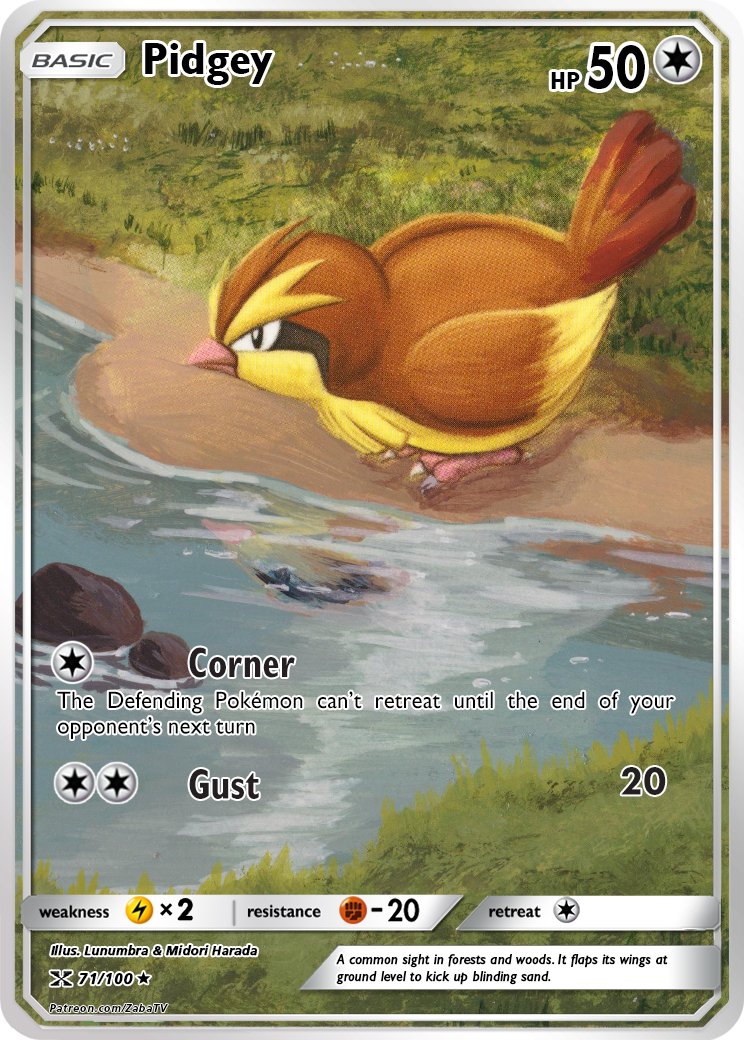 BASIC Pidgey HP 50
Corner
The Defending Pokémon can't retreat until the end of your
opponent's next turn
Gust 20
weakness ×2 resistance -20 retreat
Illus. Lunumbra & Midori Harada
71/100
A common sight in forests and woods. It flaps its wings at
ground level to kick up blinding sand.
Patreon.com/ZabaTV